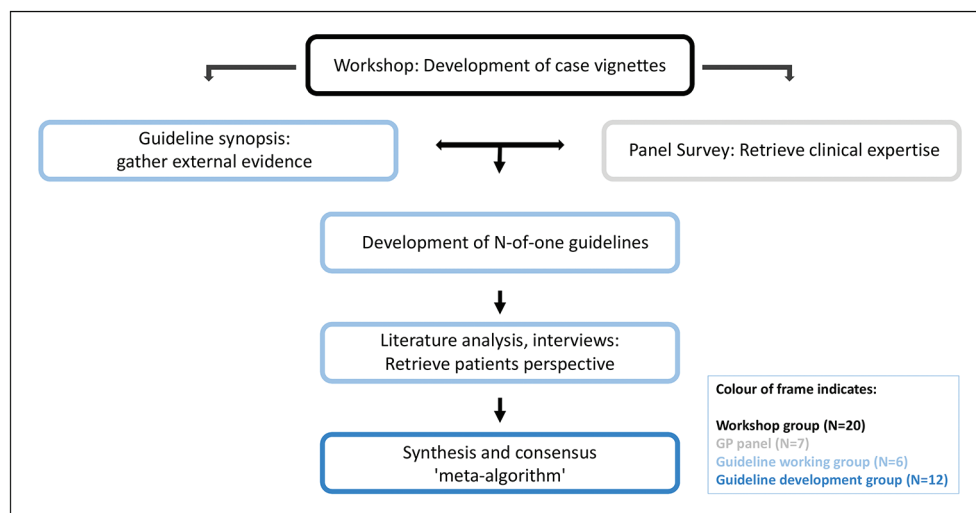 Workshop: Development of case vignettes
Guideline synopsis:
gather external evidence
Panel Survey: Retrieve clinical expertise
Development of N-of-one guidelines
Literature analysis, interviews:
Retrieve patients perspective
Synthesis and consensus
'meta-algorithm'
Colour of frame indicates:
Workshop group (N=20)
GP panel (N=7)
Guideline working group (N=6)
Guideline development group (N=12)